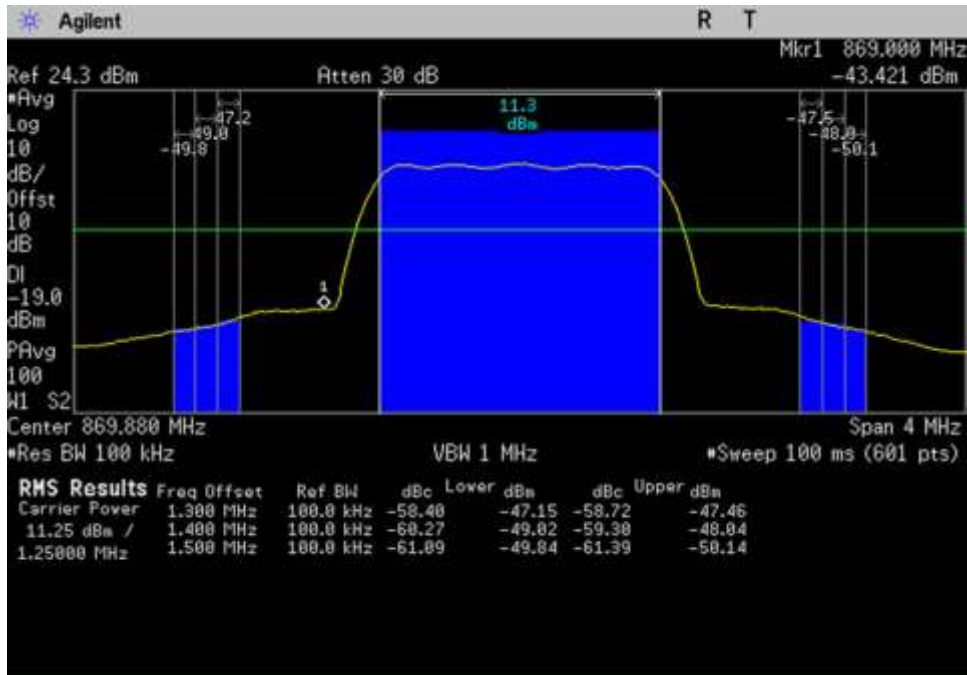 Agilent R T
Mkr1 869.000 MHz
Ref 24.3 dBm Atten 30 dB -43.421 dBm
#Avg
Log
10
dB/
Offst
10
dB
DI
-19.0
dBm
PAvg
100
W1 S2
11.3
dBm
-47.2
-49.0
-49.8
-47.5
-48.0
-50.1
1
Center 869.880 MHz Span 4 MHz
#Res BW 100 kHz VBW 1 MHz #Sweep 100 ms (601 pts)
RMS Results Freq Offset Ref BW dBc Lower dBm dBc Upper dBm
Carrier Power 1.300 MHz 100.0 kHz -58.40 -47.15 -58.72 -47.46
11.25 dBm / 1.400 MHz 100.0 kHz -60.27 -49.02 -59.30 -48.04
1.25000 MHz 1.500 MHz 100.0 kHz -61.09 -49.84 -61.39 -50.14